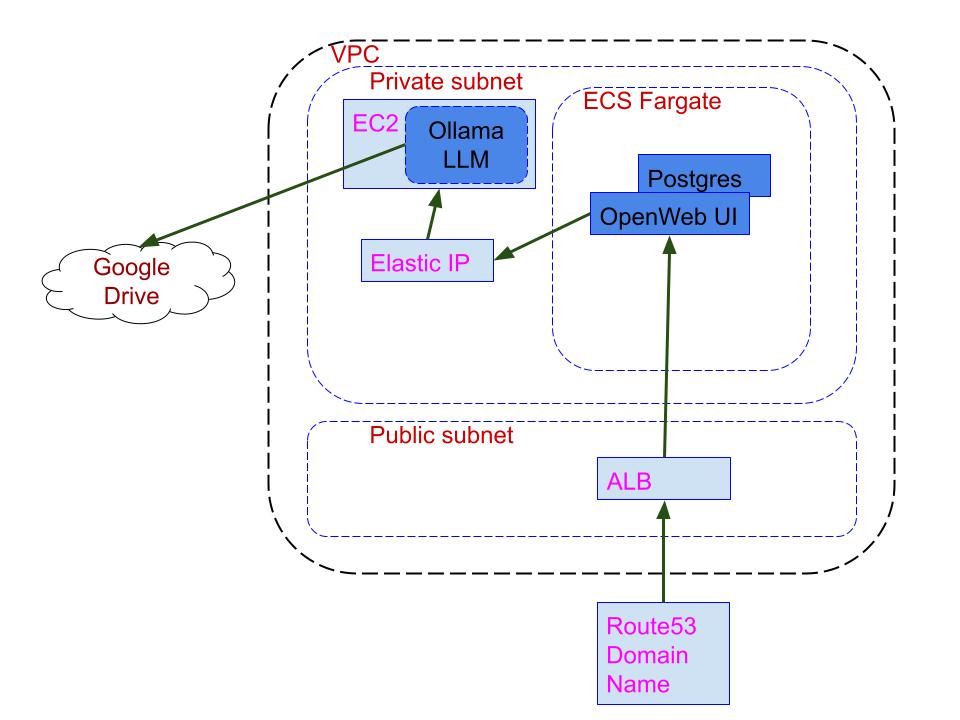 VPC
Private subnet
ECS Fargate
EC2
Ollama
LLM
Postgres
OpenWeb UI
Elastic IP
Google
Drive
Public subnet
ALB
Route53
Domain
Name